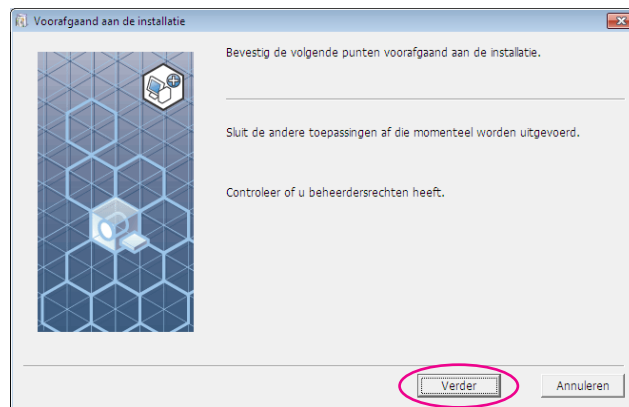 Voorafgaand aan de installatie
Bevestig de volgende punten voorafgaand aan de installatie.
Sluit de andere toepassingen af die momenteel worden uitgevoerd.
Controleer of u beheerdersrechten heeft.
Verder
Annuleren